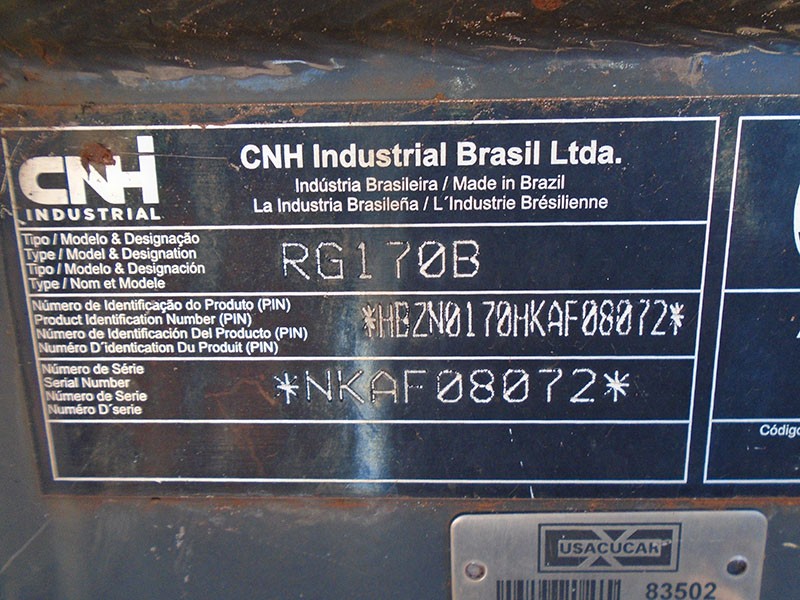 CNH
INDUSTRIAL
CNH Industrial Brasil Ltda.
Indústria Brasileira / Made in Brazil
La Industria Brasileña / L´Industrie Brésilienne
Tipo / Modelo & Designação
Type / Model & Designation
Tipo / Modelo & Designación
Type / Nom et Modele
RG170B
Número de Identificação do Produto (PIN)
Product Identification Number (PIN)
Número de Identificación Del Producto (PIN)
Numéro D´identication Du Produit (PIN)
*HBZN0170HKAF08072*
Número de Série
Serial Number
Número de Serie
Numéro D´serie
*NKAF08072*
Código
USACUCAR
83502